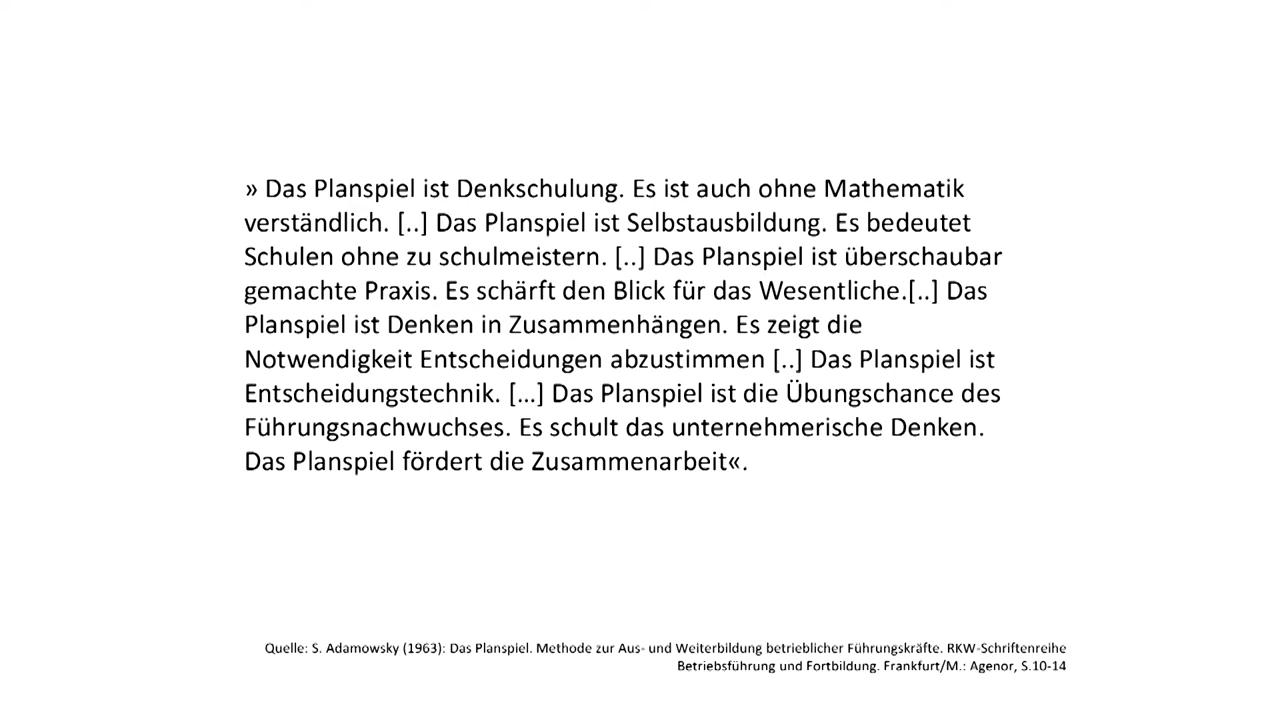 » Das Planspiel ist Denkschulung. Es ist auch ohne Mathematik
verständlich. [..] Das Planspiel ist Selbstausbildung. Es bedeutet
Schulen ohne zu schulmeistern. [..] Das Planspiel ist überschaubar
gemachte Praxis. Es schärft den Blick für das Wesentliche.[..] Das
Planspiel ist Denken in Zusammenhängen. Es zeigt die
Notwendigkeit Entscheidungen abzustimmen [..] Das Planspiel ist
Entscheidungstechnik. [...] Das Planspiel ist die Übungschance des
Führungsnachwuchses. Es schult das unternehmerische Denken.
Das Planspiel fördert die Zusammenarbeit«.
Quelle: S. Adamowsky (1963): Das Planspiel. Methode zur Aus- und Weiterbildung betrieblicher Führungskräfte. RKW-Schriftenreihe
Betriebsführung und Fortbildung. Frankfurt/M.: Agenor, S.10-14